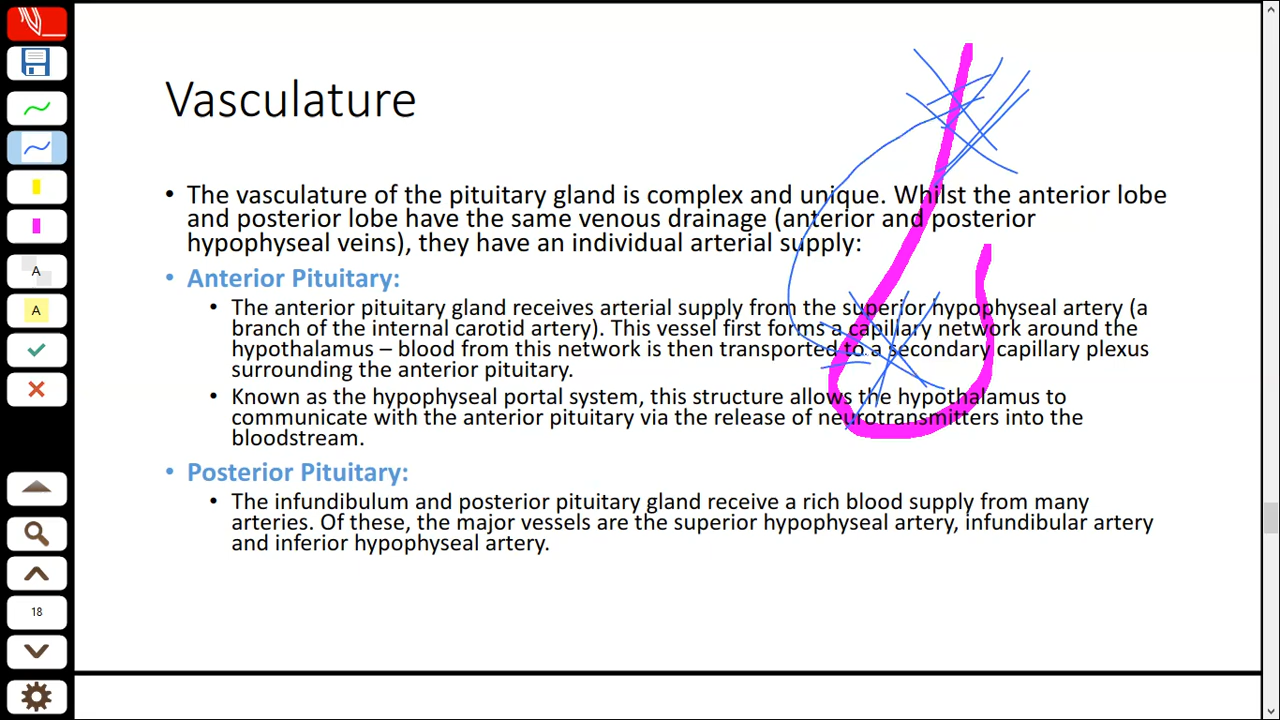 Vasculature
• The vasculature of the pituitary gland is complex and unique. Whilst the anterior lobe
and posterior lobe have the same venous drainage (anterior and posterior
hypophyseal veins), they have an individual arterial supply:
• Anterior Pituitary:
• The anterior pituitary gland receives arterial supply from the superior hypophyseal artery (a
branch of the internal carotid artery). This vessel first forms a capillary network around the
hypothalamus – blood from this network is then transported to a secondary capillary plexus
surrounding the anterior pituitary.
• Known as the hypophyseal portal system, this structure allows the hypothalamus to
communicate with the anterior pituitary via the release of neurotransmitters into the
bloodstream.
• Posterior Pituitary:
• The infundibulum and posterior pituitary gland receive a rich blood supply from many
arteries. Of these, the major vessels are the superior hypophyseal artery, infundibular artery
and inferior hypophyseal artery.
A
A
18